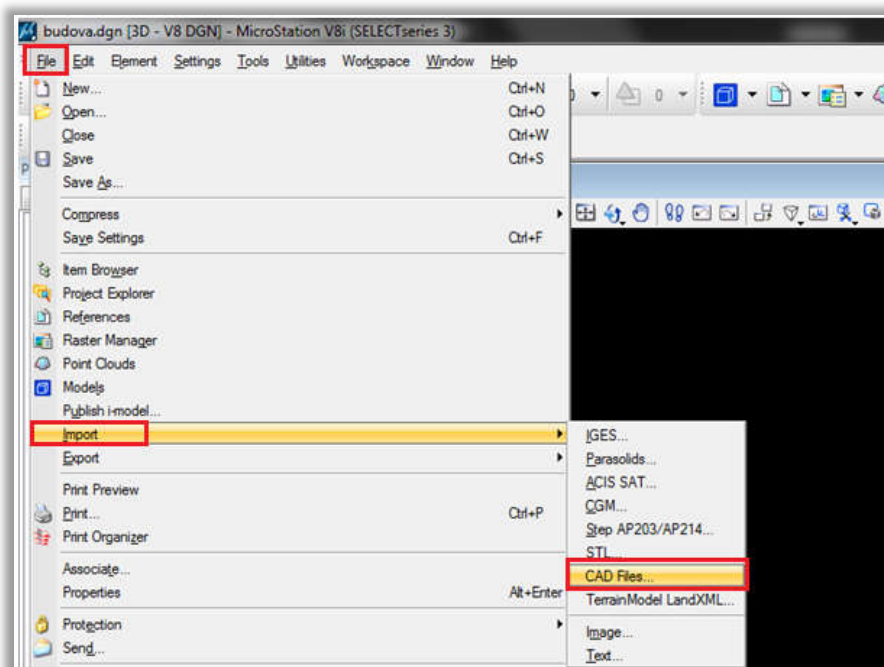 budova.dgn [3D - V8 DGN] - MicroStation V8i (SELECTseries 3)
File Edit Element Settings Tools Utilities Workspace Window Help
New... Ctrl+N
Open... Ctrl+O
Close Ctrl+W
Save Ctrl+S
Save As...
Compress
Save Settings Ctrl+F
Item Browser
Project Explorer
References
Raster Manager
Point Clouds
Models
Publish i-model...
Import
Export
Print Preview
Print... Ctrl+P
Print Organizer
Associate...
Properties Alt+Enter
Protection
Send...
0
IGES...
Parasolids...
ACIS SAT...
CGM...
Step AP203/AP214...
STL...
CAD Files...
TerrainModel LandXML...
Image...
Text...